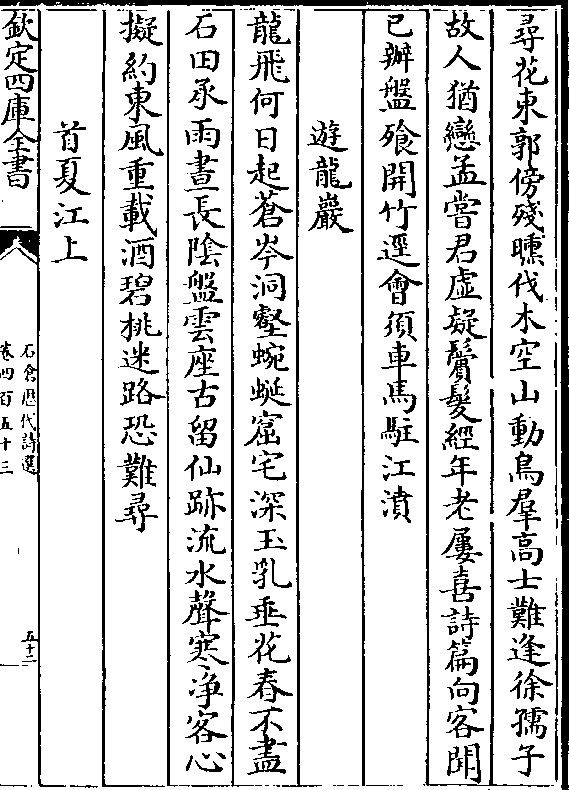 尋花東郭傍殘曛伐木空山動鳥羣高士難逢徐孺子
故人猶戀孟嘗君虛疑鬢髮經年老屢喜詩篇向客聞
已辦盤飱開竹逕會須車馬駐江濆
遊龍巖
龍飛何日起蒼岑洞壑蜿蜒窟宅深玉乳垂花春不盡
石田承雨晝長陰盤雲座古留仙跡流水聲寒淨客心
擬約東風重載酒碧桃迷路恐難尋
首夏江上
欽定四庫全書
石倉歷代詩選
卷四百五十三
五十二